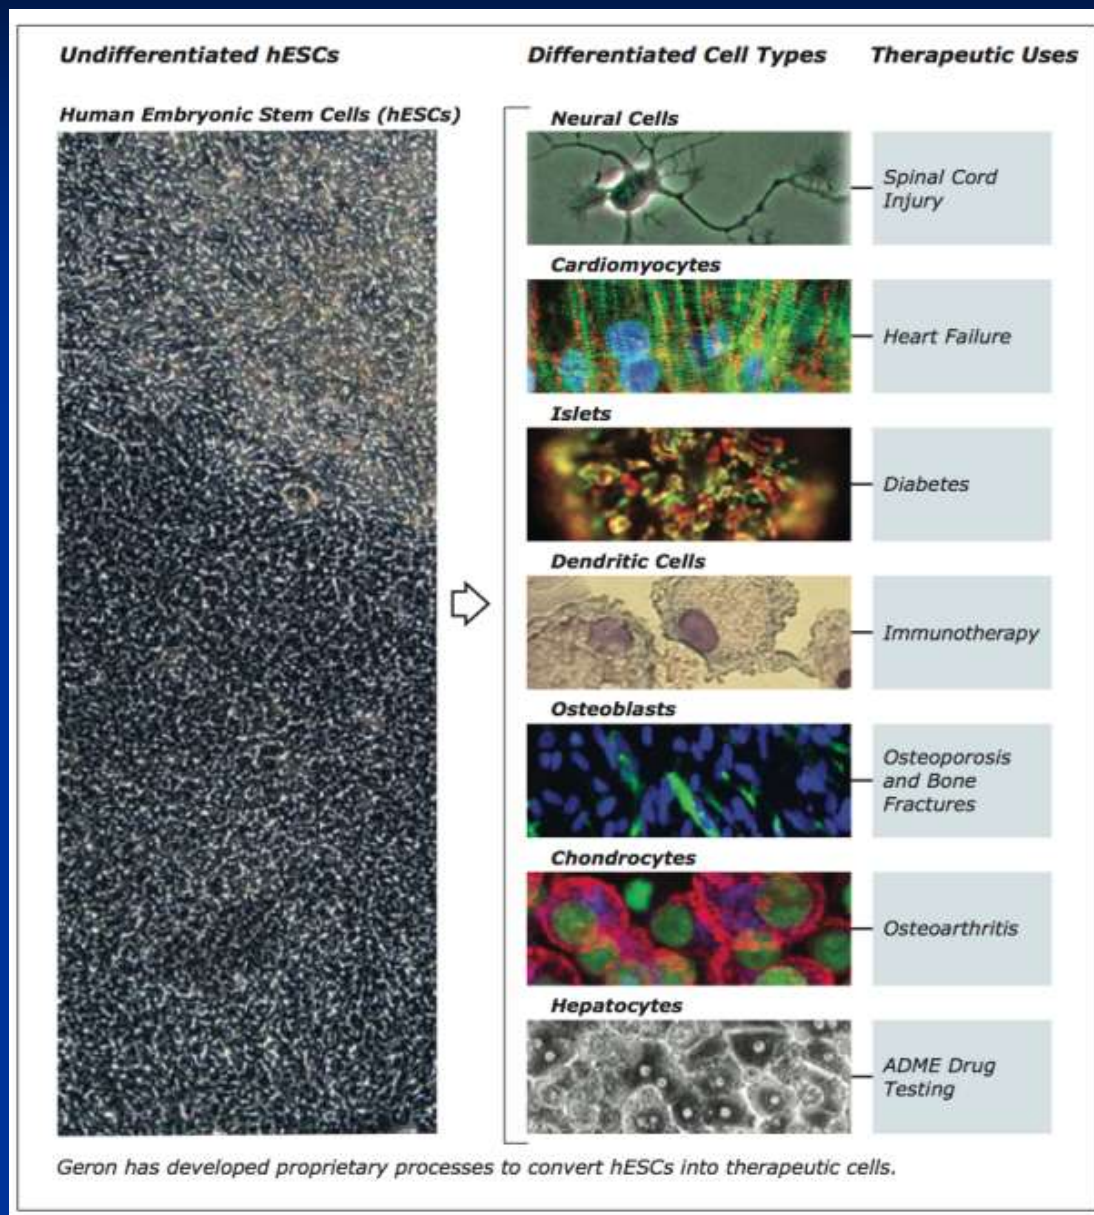 Undifferentiated hESCs
Differentiated Cell Types
Therapeutic Uses
Human Embryonic Stem Cells (hESCs)
Neural Cells
Spinal Cord
Injury
Cardiomyocytes
Heart Failure
Islets
Diabetes
Dendritic Cells
Immunotherapy
Osteoblasts
Osteoporosis
and Bone
Fractures
Chondrocytes
Osteoarthritis
Hepatocytes
ADME Drug
Testing
Geron has developed proprietary processes to convert hESCs into therapeutic cells.